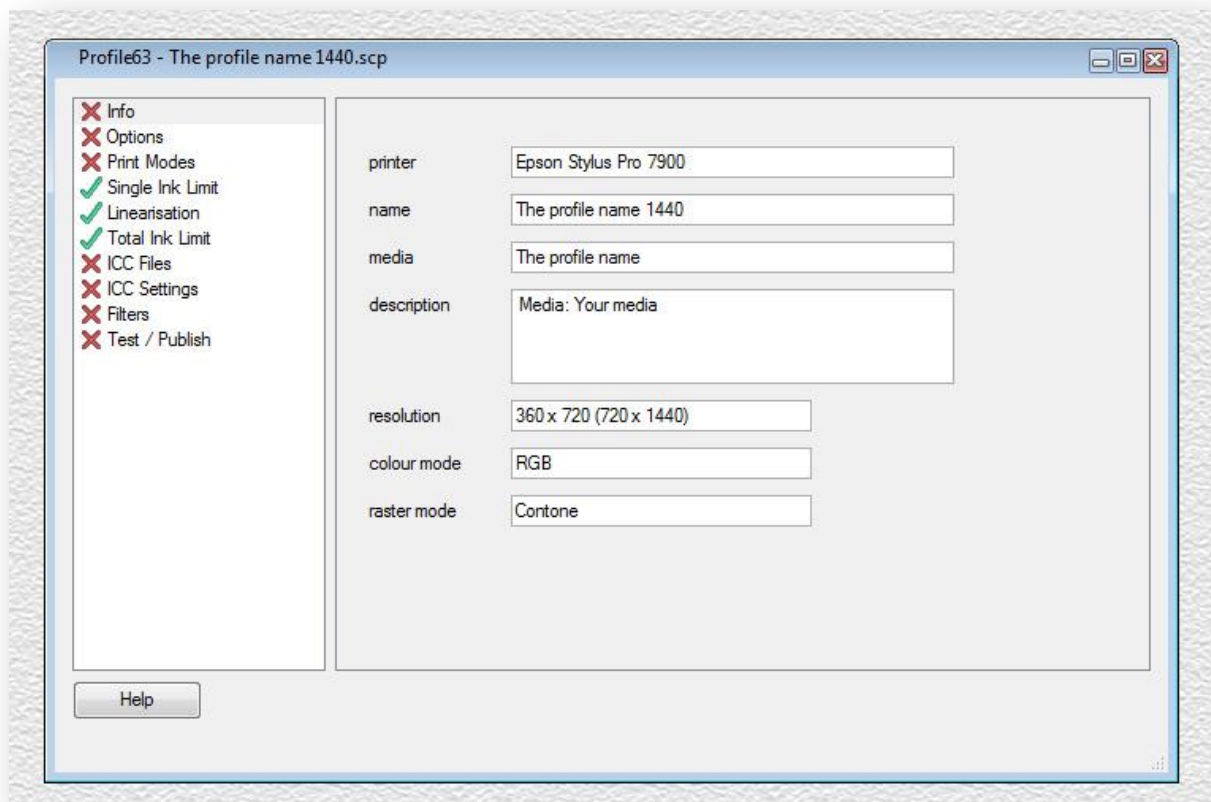 Profile63 - The profile name 1440.scp
Info
Options
Print Modes
Single Ink Limit
Linearisation
Total Ink Limit
ICC Files
ICC Settings
Filters
Test / Publish
printer Epson Stylus Pro 7900
name The profile name 1440
media The profile name
description Media: Your media
resolution 360 x 720 (720 x 1440)
colour mode RGB
raster mode Contone
Help